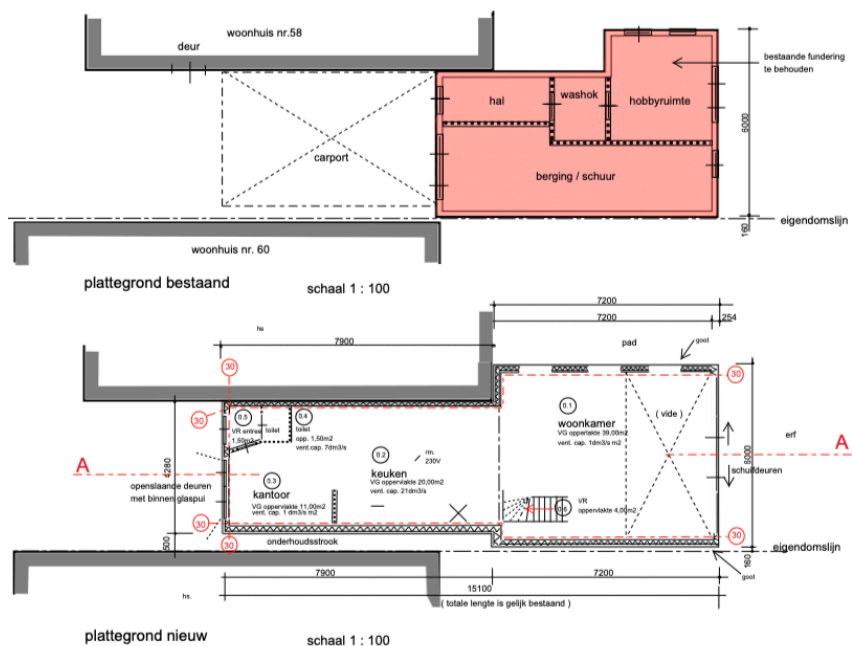 woonhuis nr.58
deur
bestaande fundering
te behouden
washok
hal
hobbyruimte
6000
carport
berging / schuur
eigendomslijn
160
woonhuis nr. 60
plattegrond bestaand
schaal 1 : 100
7200
7200
254
hs
pad
goot
7900
30
30
0.1
woonkamer
VG oppervlakte 39,00m2
vent. cap. 1dm3/s m2
( vide )
erf
30
0.5
VR entree
1,50m2
toilet
0.4
toilet
opp. 1,50m2
vent.cap. 7dm3/s
rm.
230V
0.2
keuken
VG oppervlakte 20,00m2
vent. cap. 21dm3/s
A
A
4280
6000
schuifdeuren
openslaande deuren
met binnen glaspui
0.3
kantoor
VG oppervlakte 11,00m2
vent. cap. 1 dm3/s m2
VR
0.6
oppervlakte 4,00m2
30
30
30
onderhoudsstrook
500
eigendomslijn
160
7900
7200
goot
15100
hs.
( totale lengte is gelijk bestaand )
plattegrond nieuw
schaal 1 : 100